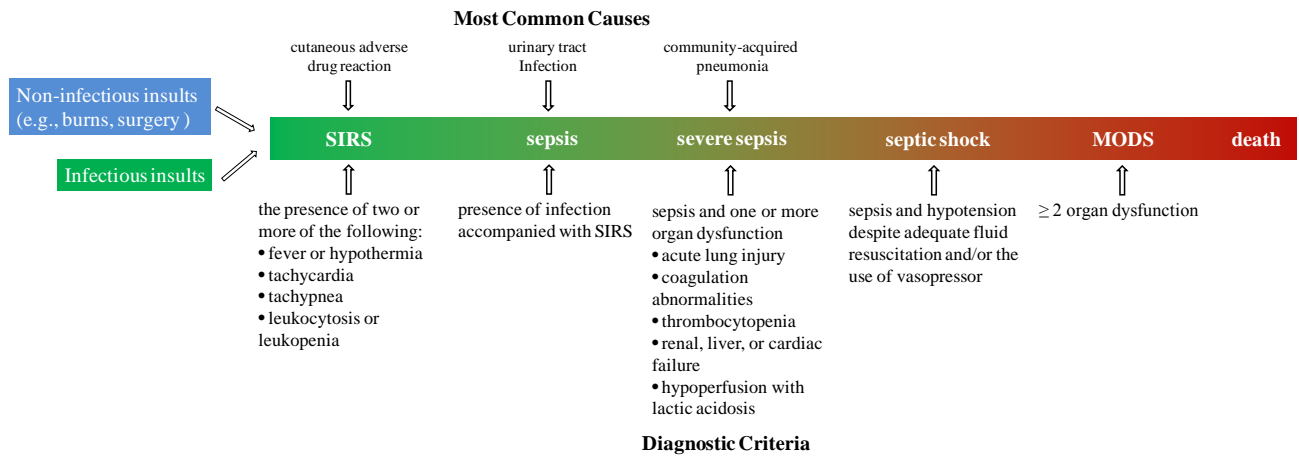 Most Common Causes
cutaneous adverse
drug reaction
urinary tract
Infection
community-acquired
pneumonia
Non-infectious insults
(e.g., burns, surgery )
Infectious insults
SIRS
sepsis
severe sepsis
septic shock
MODS
death
the presence of two or
more of the following:
• fever or hypothermia
• tachycardia
• tachypnea
• leukocytosis or
leukopenia
presence of infection
accompanied with SIRS
sepsis and one or more
organ dysfunction
• acute lung injury
• coagulation
abnormalities
• thrombocytopenia
• renal, liver, or cardiac
failure
• hypoperfusion with
lactic acidosis
sepsis and hypotension
despite adequate fluid
resuscitation and/or the
use of vasopressor
≥ 2 organ dysfunction
Diagnostic Criteria